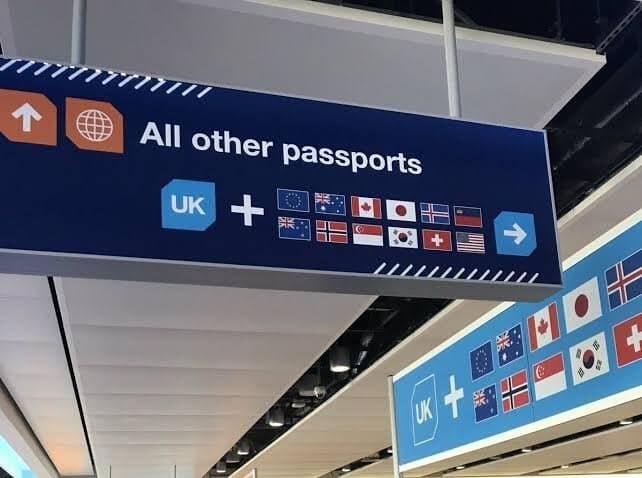 All other passports
UK +
UK +